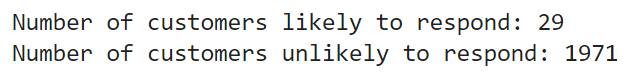 Number of customers likely to respond: 29
Number of customers unlikely to respond: 1971